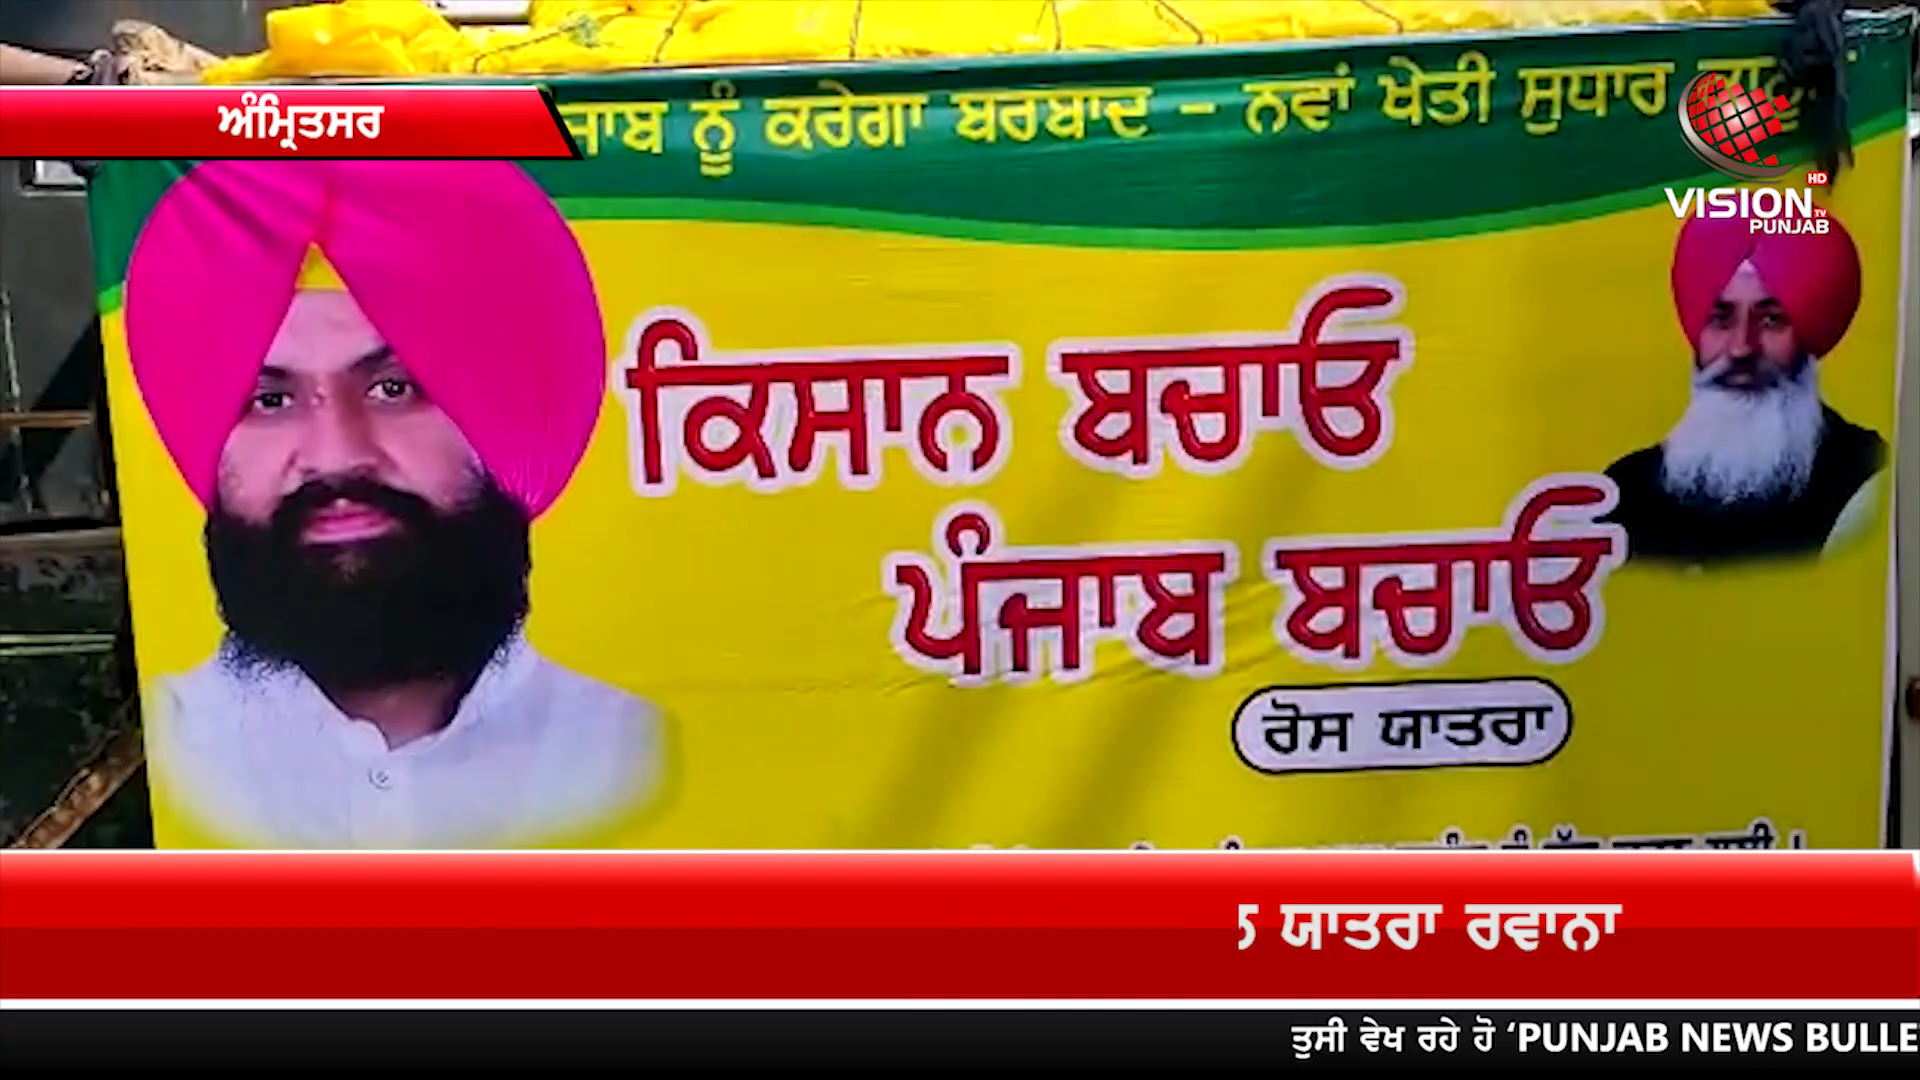 ਨੂੰ ਕਰੇਗਾ ਬਰਬਾਦ - ਨਵਾਂ ਖੇਤੀ ਸੁਧਾਰ
ਅੰਮ੍ਰਿਤਸਰ
VISION HD
TV
PUNJAB
ਕਿਸਾਨ ਬਚਾਓ
ਪੰਜਾਬ ਬਚਾਓ
ਰੋਸ ਯਾਤਰਾ
ਯਾਤਰਾ ਰਵਾਨਾ
ਤੁਸੀ ਵੇਖ ਰਹੇ ਹੋ ‘PUNJAB NEWS BULLE